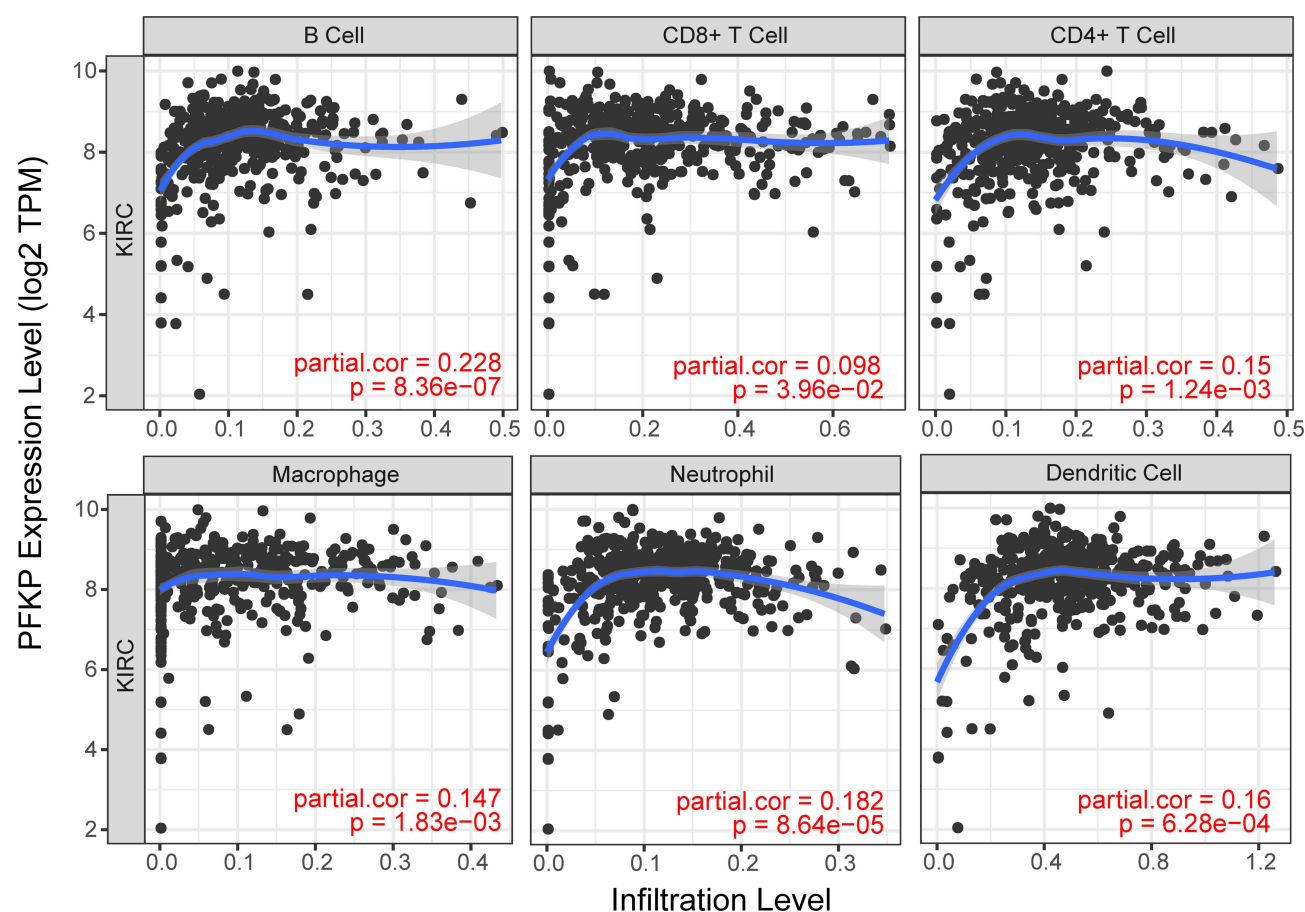 B Cell
CD8+ T Cell
CD4+ T Cell
PFKP Expression Level (log2 TPM)
KIRC
10
8
6
4
2
partial.cor = 0.228
p = 8.36e−07
partial.cor = 0.098
p = 3.96e−02
partial.cor = 0.15
p = 1.24e−03
0.0 0.1 0.2 0.3 0.4 0.5
0.0 0.2 0.4 0.6
0.0 0.1 0.2 0.3 0.4 0.5
Macrophage
Neutrophil
Dendritic Cell
KIRC
10
8
6
4
2
partial.cor = 0.147
p = 1.83e−03
partial.cor = 0.182
p = 8.64e−05
partial.cor = 0.16
p = 6.28e−04
0.0 0.1 0.2 0.3 0.4
0.0 0.1 0.2 0.3
0.0 0.4 0.8 1.2
Infiltration Level